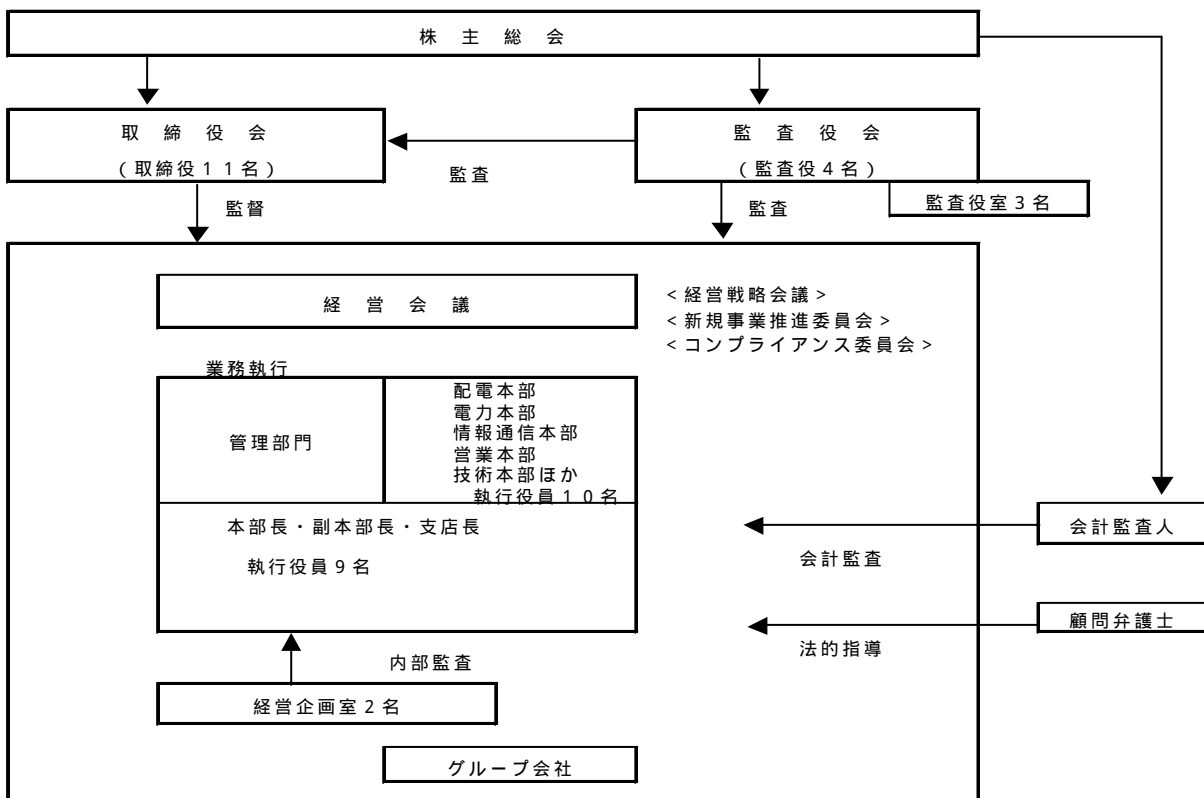 株主総会
取締役会
（取締役１１名）
監査
監査役会
（監査役４名）
監査役室３名
監督
監査
経営会議
＜経営戦略会議＞
＜新規事業推進委員会＞
＜コンプライアンス委員会＞
業務執行
管理部門
配電本部
電力本部
情報通信本部
営業本部
技術本部ほか
執行役員１０名
本部長・副本部長・支店長
執行役員９名
会計監査人
会計監査
顧問弁護士
法的指導
内部監査
経営企画室２名
グループ会社